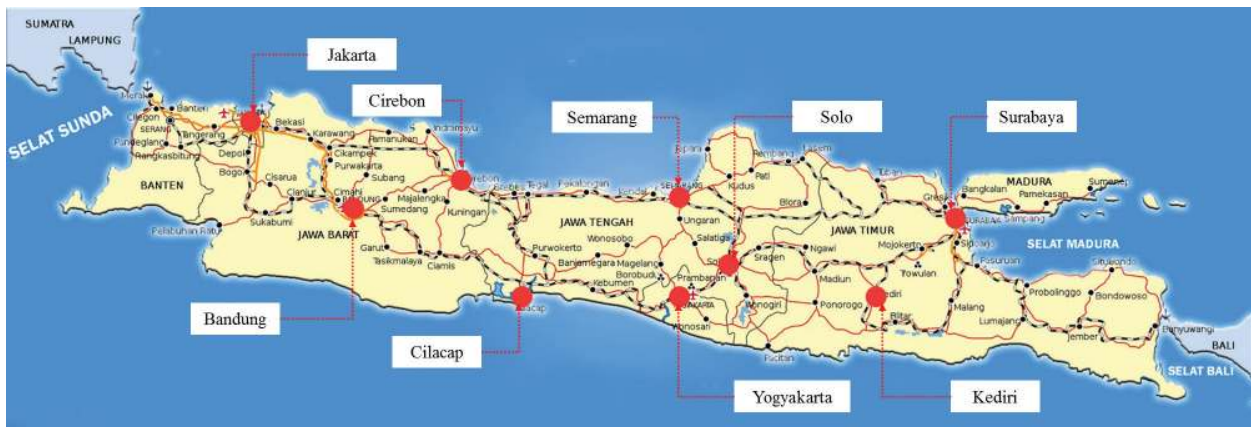 SUMATRA
LAMPUNG
Jakarta
Cirebon
Semarang
Solo
Surabaya
SELAT SUNDA
Merak
Banten
Cilegon
SERANG
Tangerang
Bekasi
Karawang
Pamanukan
Indramayu
Pandeglang
Rangkasbitung
Depok
Cikampek
Purwakarta
Bogor
Subang
BANTEN
Cisarua
Cianjur
Cimahi
Majalengka
Sumedang
Kuningan
Sukabumi
Pelabuhan Ratu
JAWA BARAT
Garut
Tasikmalaya
Ciamis
Brebes
Tegal
Pekalongan
Kendal
Jepara
Kudus
Pati
Rembang
Lasem
Tuban
Blora
Ungaran
JAWA TENGAH
Salatiga
Wonosobo
Purwokerto
Banjarnegara
Magelang
Borobudur
Prambanan
Kebumen
Sragen
Wonogiri
Wonosari
Pacitan
Ngawi
Madiun
Ponorogo
JAWA TIMUR
Mojokerto
Trowulan
Blitar
Malang
Bangkalan
MADURA
Pamekasan
Sumenep
Sampang
SELAT MADURA
Pasuruan
Probolinggo
Situbondo
Bondowoso
Lumajang
Jember
Banyuwangi
BALI
SELAT BALI
Bandung
Cilacap
Yogyakarta
Kediri